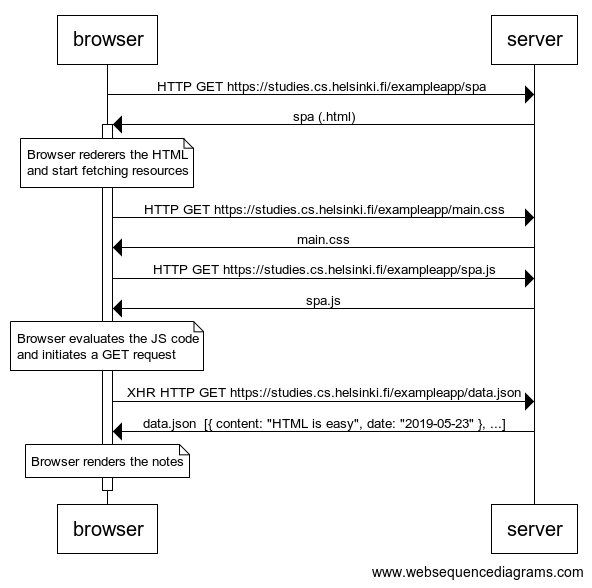 browser server
HTTP GET https://studies.cs.helsinki.fi/exampleapp/spa
spa (.html)
Browser rederers the HTML
and start fetching resources
HTTP GET https://studies.cs.helsinki.fi/exampleapp/main.css
main.css
HTTP GET https://studies.cs.helsinki.fi/exampleapp/spa.js
spa.js
Browser evaluates the JS code
and initiates a GET request
XHR HTTP GET https://studies.cs.helsinki.fi/exampleapp/data.json
data.json  [{ content: "HTML is easy", date: "2019-05-23" }, ...]
Browser renders the notes
browser server
www.websequencediagrams.com